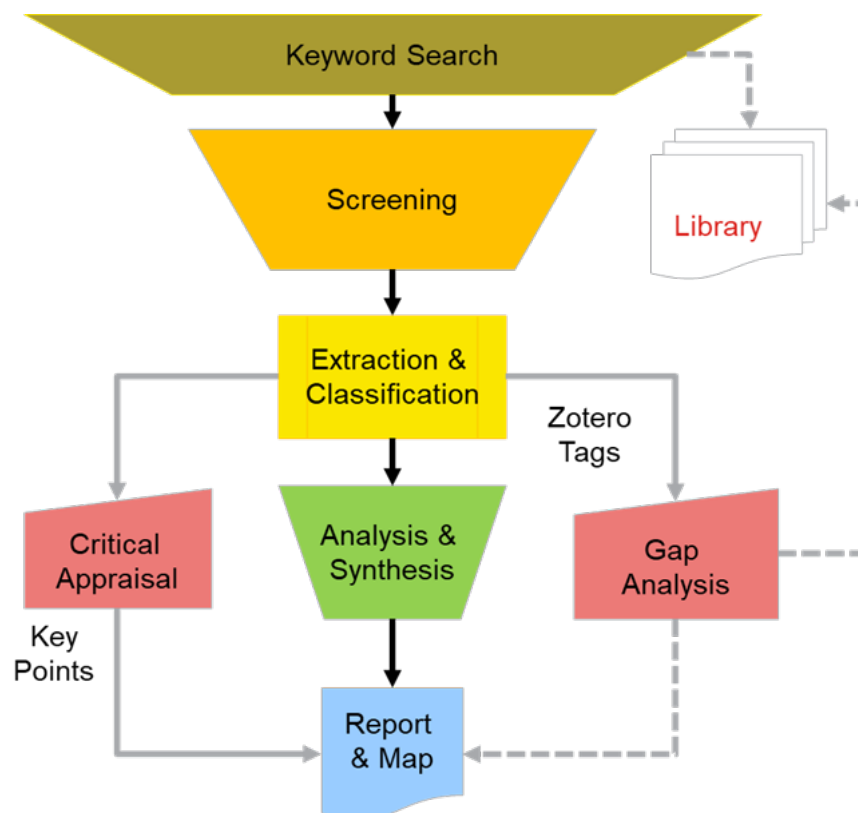 Keyword Search
Screening
Library
Extraction &
Classification
Zotero
Tags
Critical
Appraisal
Analysis &
Synthesis
Gap
Analysis
Key
Points
Report
& Map